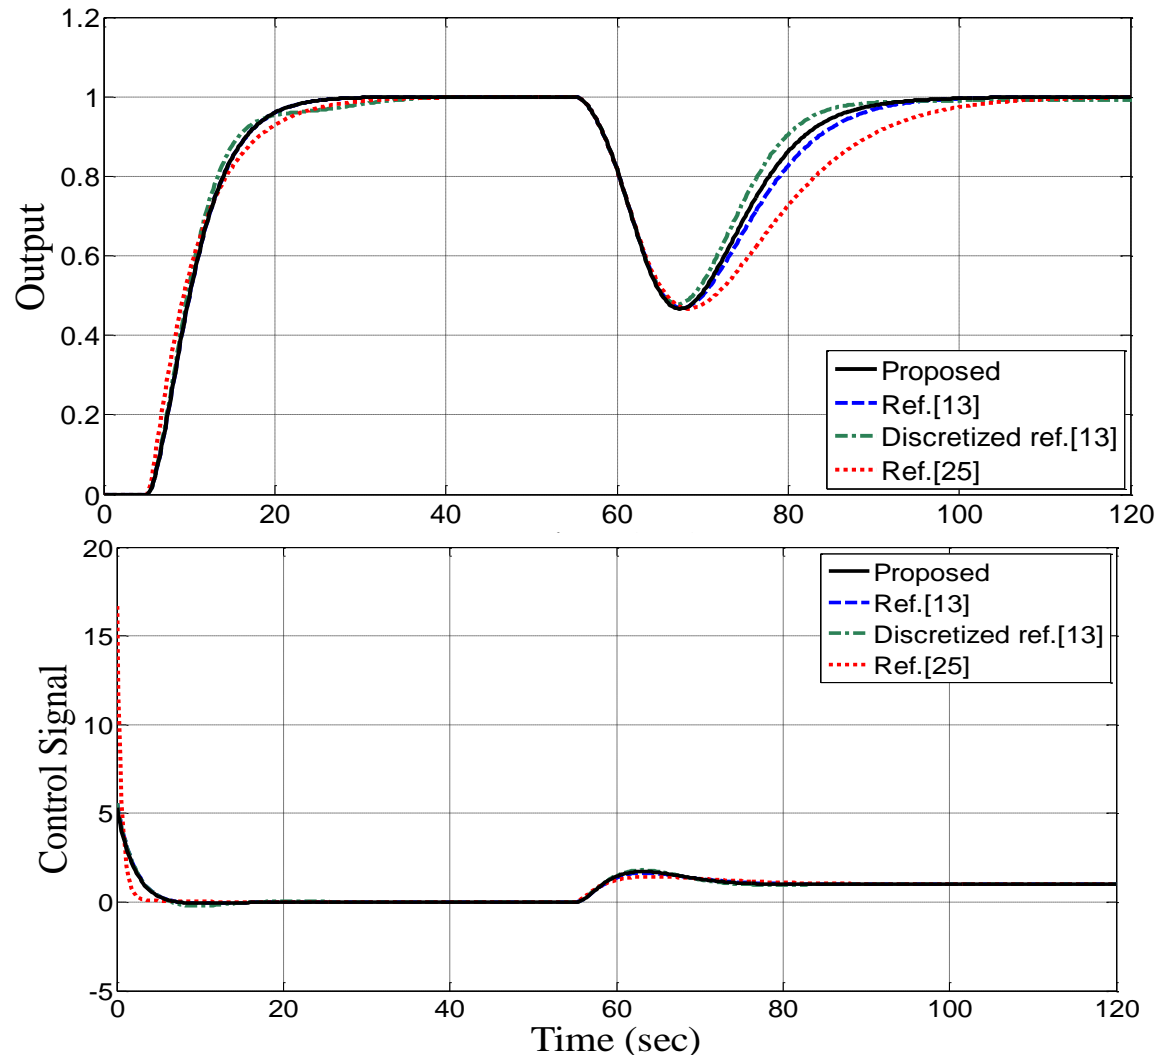 1.2
1
0.8
0.6
0.4
0.2
0
Output
Proposed
Ref.[13]
Discretized ref.[13]
Ref.[25]
0 20 40 60 80 100 120
20
15
10
5
0
-5
Control Signal
Proposed
Ref.[13]
Discretized ref.[13]
Ref.[25]
0 20 40 60 80 100 120
Time (sec)